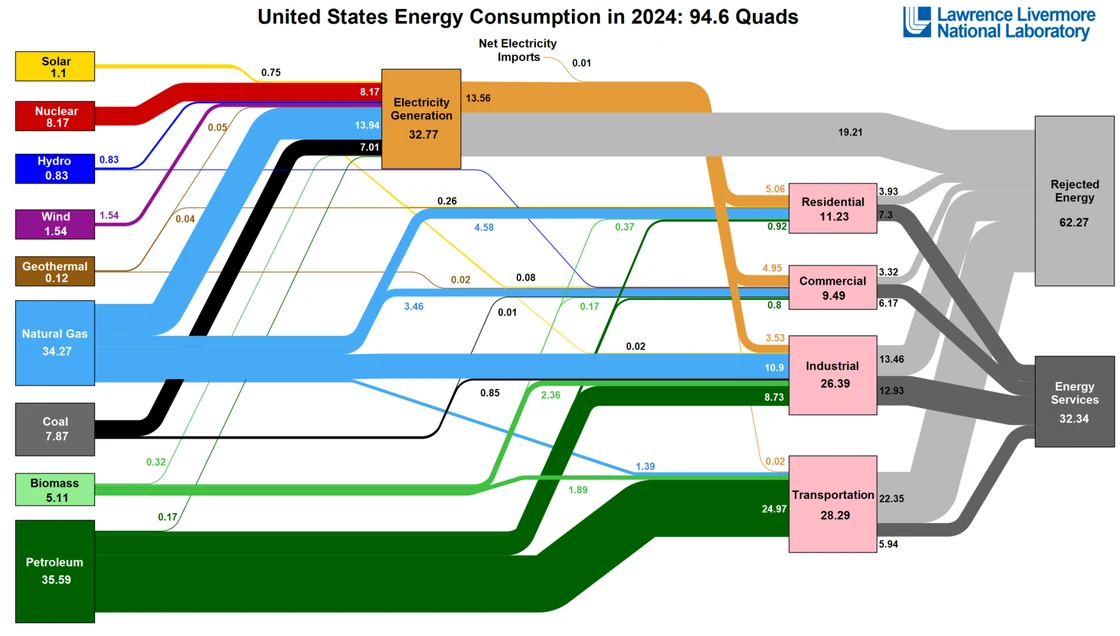 United States Energy Consumption in 2024: 94.6 Quads
Lawrence Livermore
National Laboratory
Net Electricity
Imports
0.01
Solar
1.1
0.75
Nuclear
8.17
8.17
Electricity
Generation
32.77
13.56
13.94
7.01
0.05
19.21
Hydro
0.83
0.83
Wind
1.54
1.54
0.04
Geothermal
0.12
0.26
4.58
0.37
5.06
0.92
Residential
11.23
3.93
7.3
Rejected
Energy
62.27
0.02
0.08
3.46
0.01
0.17
4.95
0.8
Commercial
9.49
3.32
6.17
Natural Gas
34.27
0.02
3.53
10.9
8.73
Industrial
26.39
13.46
12.93
Energy
Services
32.34
Coal
7.87
0.85
2.36
0.32
Biomass
5.11
1.39
1.89
0.02
24.97
Transportation
28.29
22.35
5.94
0.17
Petroleum
35.59